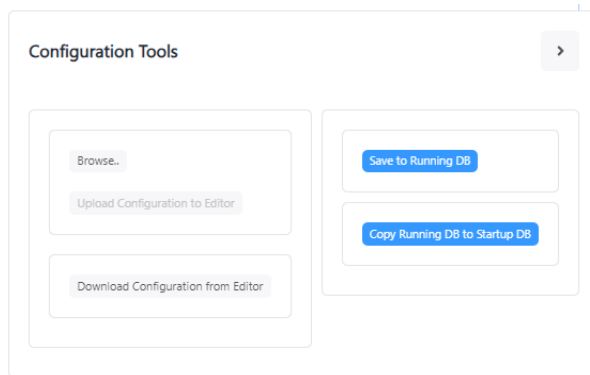 Configuration Tools
Browse..
Upload Configuration to Editor
Download Configuration from Editor
Save to Running DB
Copy Running DB to Startup DB